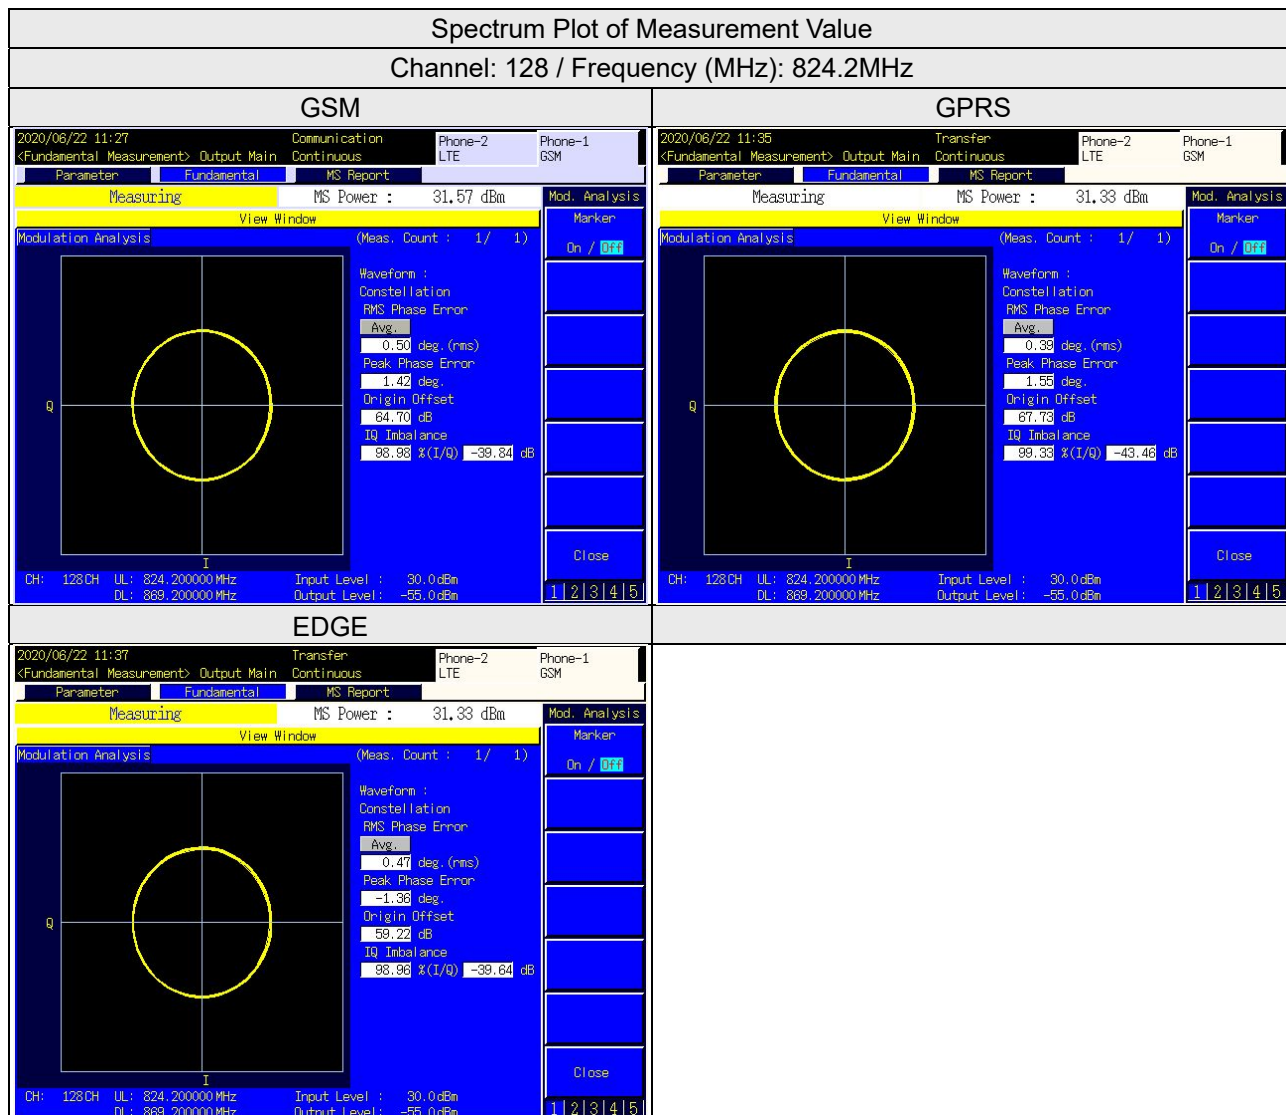 Spectrum Plot of Measurement Value
Channel: 128 / Frequency (MHz): 824.2MHz
GSM
2020/06/22 11:27 Communication Phone-2 Phone-1
<Fundamental Measurement> Output Main Continuous LTE GSM
Parameter Fundamental MS Report
Measuring MS Power : 31.57 dBm Mod. Analysis
View Window Marker
Modulation Analysis (Meas. Count : 1/ 1) On / Off
Waveform :
Constellation
RMS Phase Error
Avg.
0.50 deg.(rms)
Peak Phase Error
1.42 deg.
Q Origin Offset
64.70 dB
IQ Imbalance
98.98 %(I/Q) -39.84 dB
I Close
CH: 128CH UL: 824.200000MHz Input Level : 30.0dBm
DL: 869.200000MHz Output Level: -55.0dBm 1 2 3 4 5
GPRS
2020/06/22 11:35 Transfer Phone-2 Phone-1
<Fundamental Measurement> Output Main Continuous LTE GSM
Parameter Fundamental MS Report
Measuring MS Power : 31.33 dBm Mod. Analysis
View Window Marker
Modulation Analysis (Meas. Count : 1/ 1) On / Off
Waveform :
Constellation
RMS Phase Error
Avg.
0.39 deg.(rms)
Peak Phase Error
1.55 deg.
Q Origin Offset
67.73 dB
IQ Imbalance
99.33 %(I/Q) -43.46 dB
I Close
CH: 128CH UL: 824.200000MHz Input Level : 30.0dBm
DL: 869.200000MHz Output Level: -55.0dBm 1 2 3 4 5
EDGE
2020/06/22 11:37 Transfer Phone-2 Phone-1
<Fundamental Measurement> Output Main Continuous LTE GSM
Parameter Fundamental MS Report
Measuring MS Power : 31.33 dBm Mod. Analysis
View Window Marker
Modulation Analysis (Meas. Count : 1/ 1) On / Off
Waveform :
Constellation
RMS Phase Error
Avg.
0.47 deg.(rms)
Peak Phase Error
-1.36 deg.
Q Origin Offset
59.22 dB
IQ Imbalance
98.96 %(I/Q) -39.64 dB
I Close
CH: 128CH UL: 824.200000MHz Input Level : 30.0dBm
DL: 869.200000MHz Output Level: -55.0dBm 1 2 3 4 5